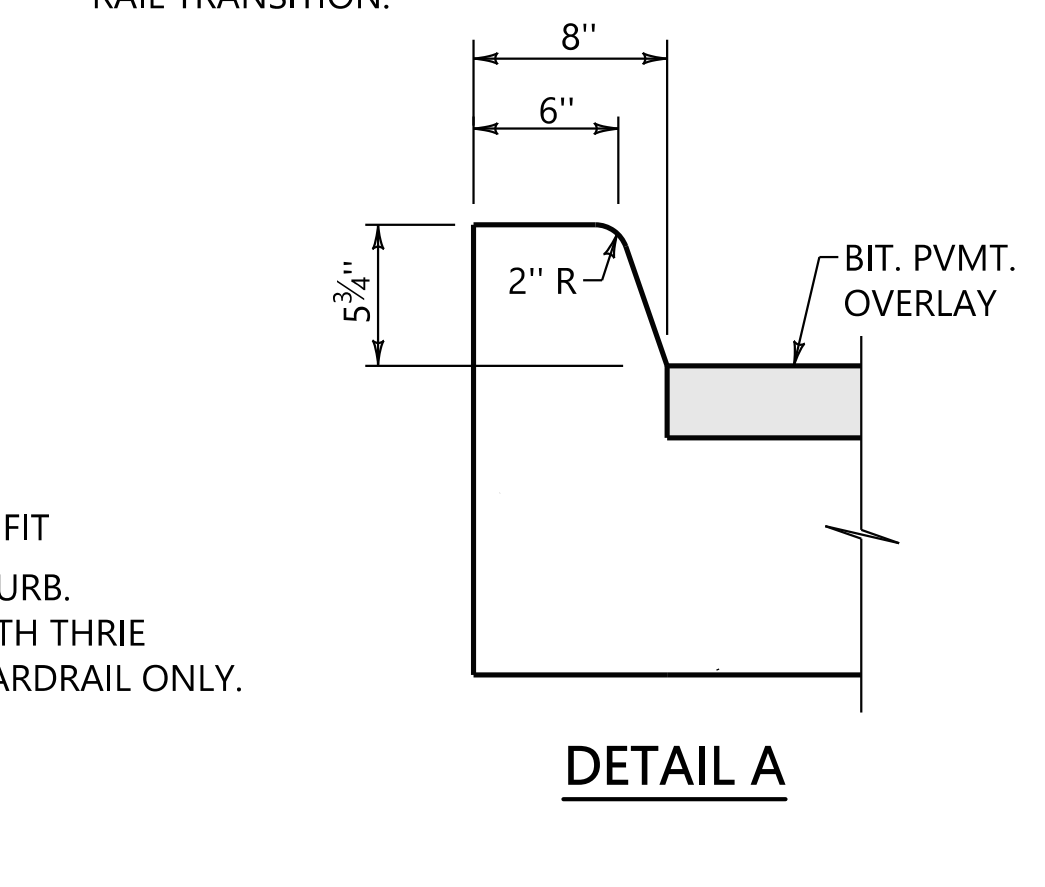 RAIL TRANSITION.
8"
6"
5¾"
2" R
BIT. PVMT.
OVERLAY
FIT
URB.
TH THRIE
ARDRAIL ONLY.
DETAIL A